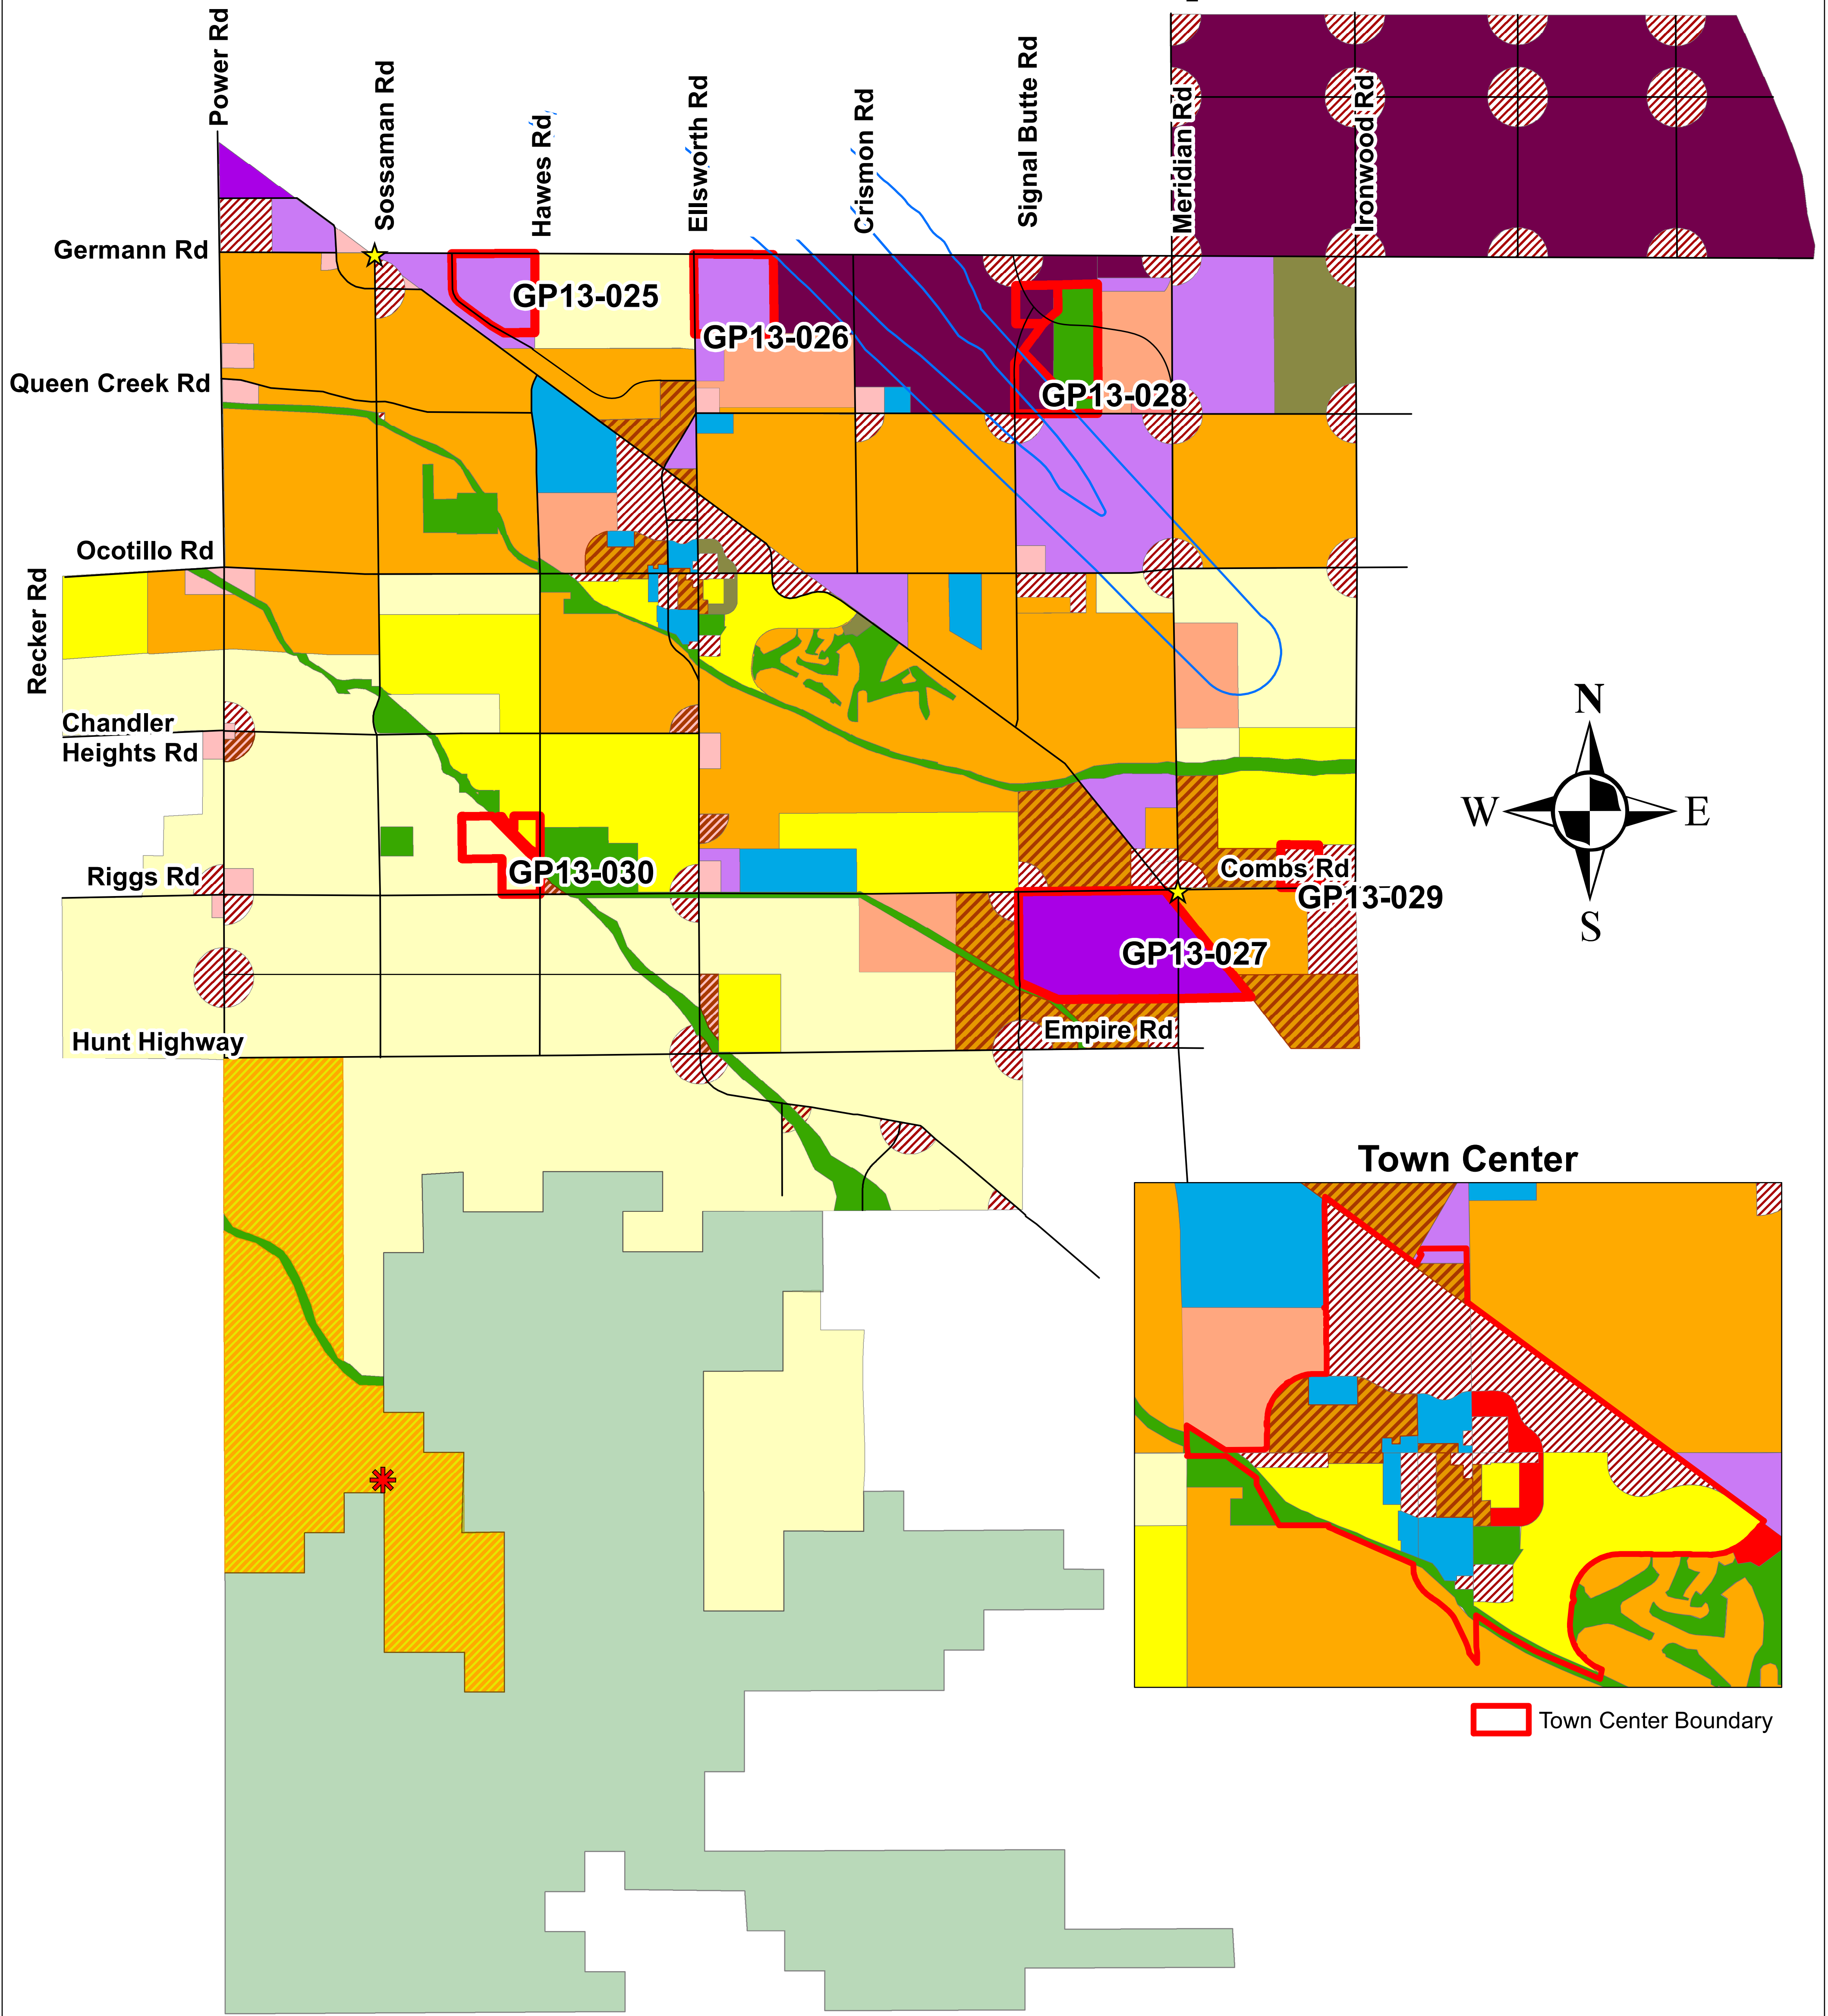 Power Rd
Sossaman Rd
Hawes Rd
Ellsworth Rd
Crismon Rd
Signal Butte Rd
Meridian Rd
Ironwood Rd
Germann Rd
GP13-025
GP13-026
GP13-028
Queen Creek Rd
Ocotillo Rd
Recker Rd
Chandler
Heights Rd
N
W
E
S
Riggs Rd
GP13-030
Combs Rd
GP13-029
GP13-027
Hunt Highway
Empire Rd
Town Center
Town Center Boundary